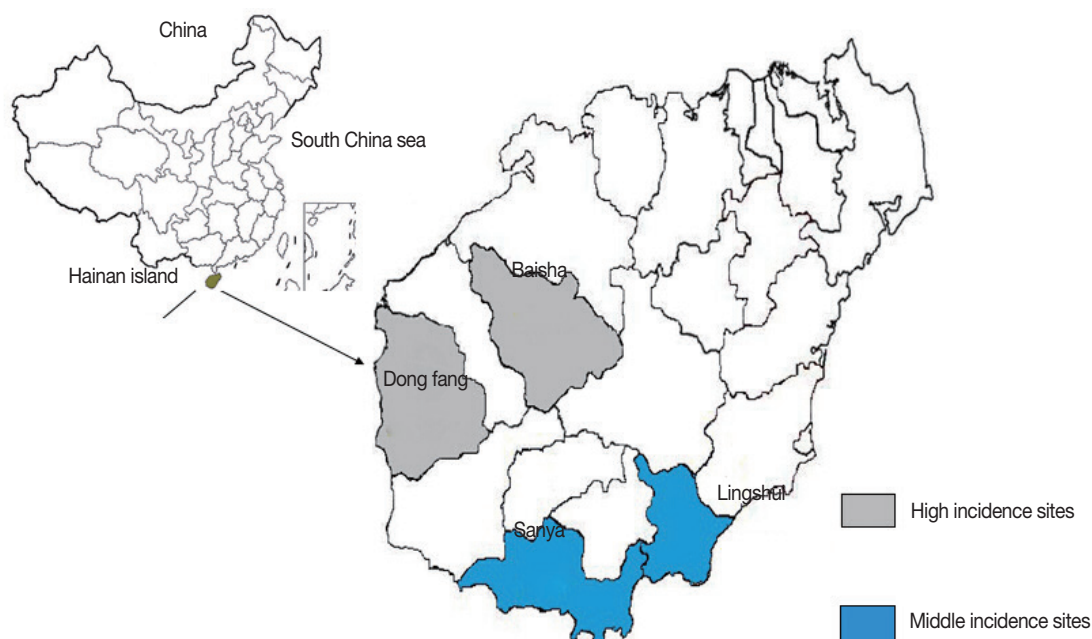 China
South China sea
Hainan island
Baisha
Dong fang
Lingshui
Sanya
High incidence sites
Middle incidence sites